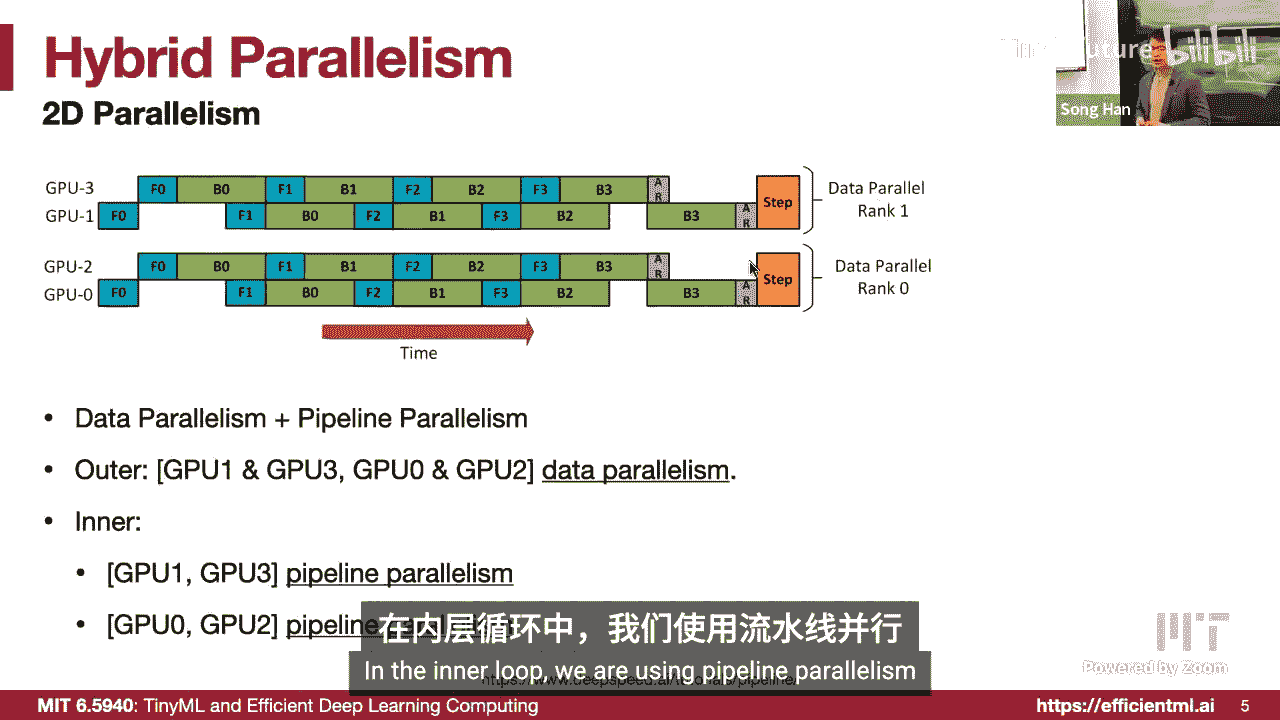 Hybrid Parallelism
2D Parallelism
bilibili
Song Han
GPU-3 F0 B0 F1 B1 F2 B2 F3 B3 A R Step
GPU-1 F0 F1 B0 F2 B1 F3 B2 B3 A R
Data Parallel
Rank 1
GPU-2 F0 B0 F1 B1 F2 B2 F3 B3 A R Step
GPU-0 F0 F1 B0 F2 B1 F3 B2 B3 A R
Data Parallel
Rank 0
Time
• Data Parallelism + Pipeline Parallelism
• Outer: [GPU1 & GPU3, GPU0 & GPU2] data parallelism.
• Inner:
• [GPU1, GPU3] pipeline parallelism
• [GPU0, GPU2] pipeline
在内层循环中，我们使用流水线并行
In the inner loop, we are using pipeline parallelism
MIT
Powered by Zoom
MIT 6.5940: TinyML and Efficient Deep Learning Computing
https://efficientml.ai 5